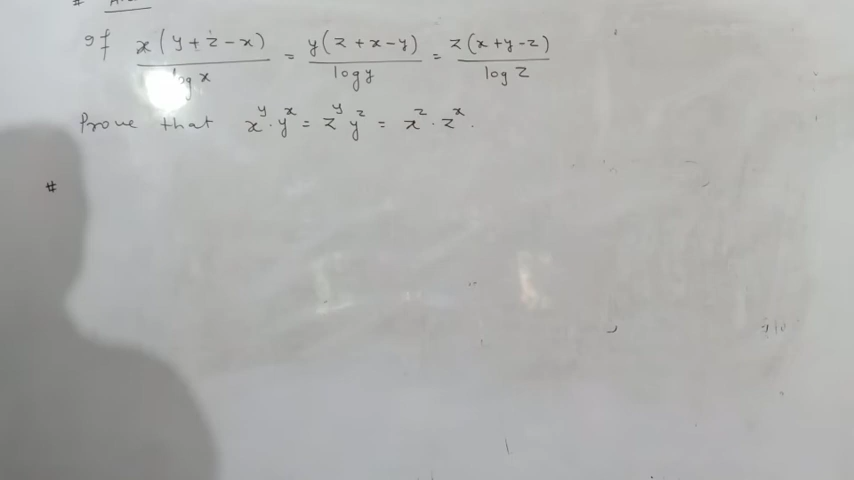 If x(y+z-x)/log x = y(z+x-y)/log y = z(x+y-z)/log z
Prove that x^y · y^x = z^y y^z = x^z · z^x.
#